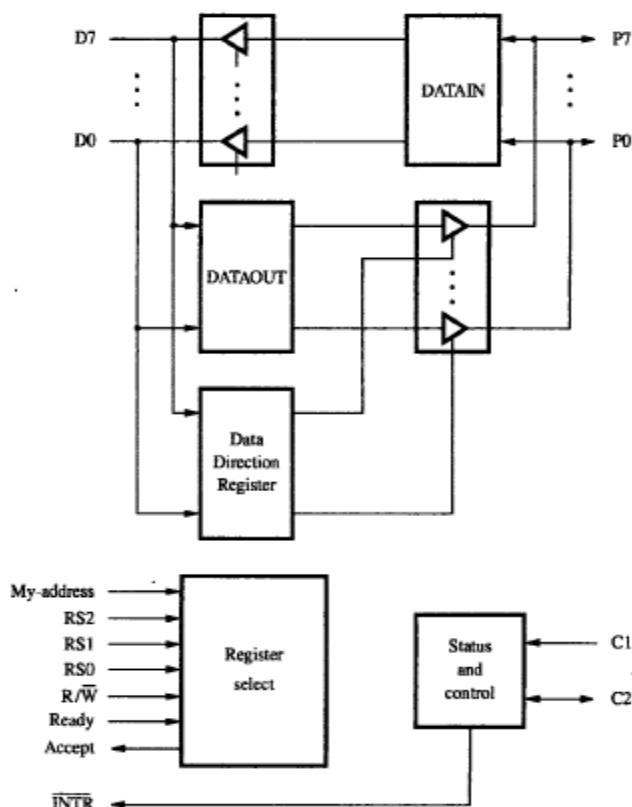 D7
P7
DATAIN
D0
P0
DATAOUT
Data
Direction
Register
My-address
RS2
RS1
RS0
R/W̅
Ready
Accept
Register
select
Status
and
control
C1
C2
I̅N̅T̅R̅